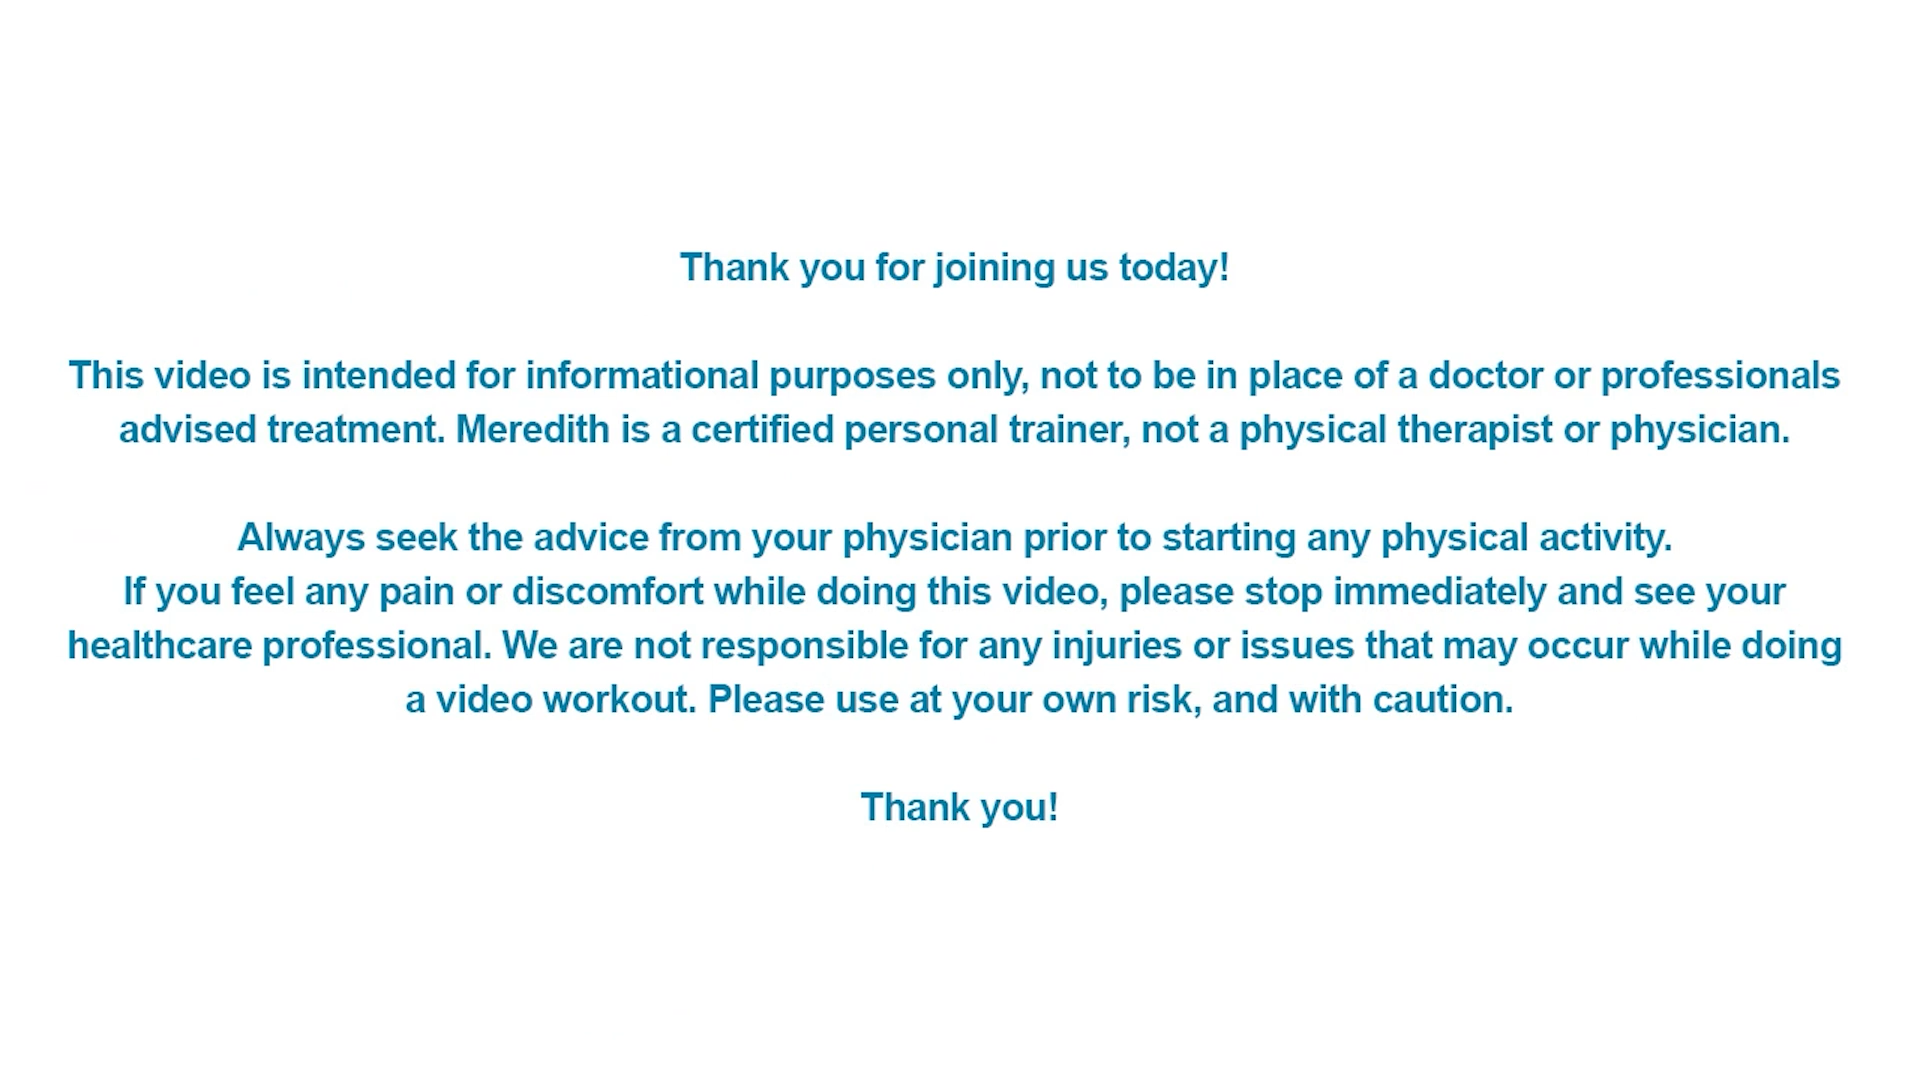 Thank you for joining us today!
This video is intended for informational purposes only, not to be in place of a doctor or professionals
advised treatment. Meredith is a certified personal trainer, not a physical therapist or physician.
Always seek the advice from your physician prior to starting any physical activity.
If you feel any pain or discomfort while doing this video, please stop immediately and see your
healthcare professional. We are not responsible for any injuries or issues that may occur while doing
a video workout. Please use at your own risk, and with caution.
Thank you!